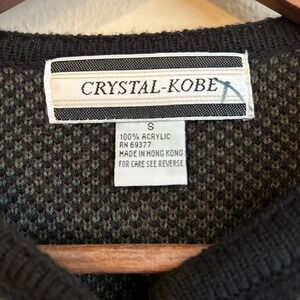 CRYSTAL-KOBE
S
100% ACRYLIC
RN 69377
MADE IN HONG KONG
FOR CARE SEE REVERSE